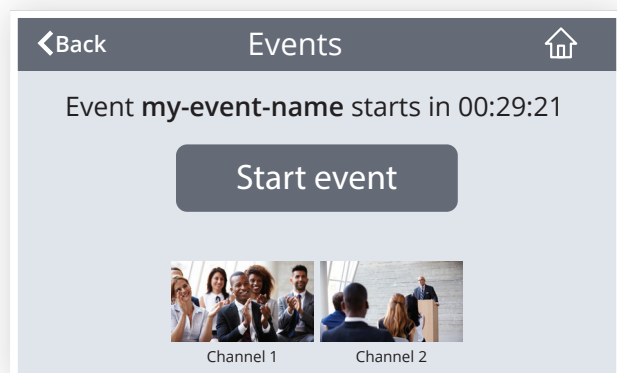 Back Events
Event my-event-name starts in 00:29:21
Start event
Channel 1 Channel 2